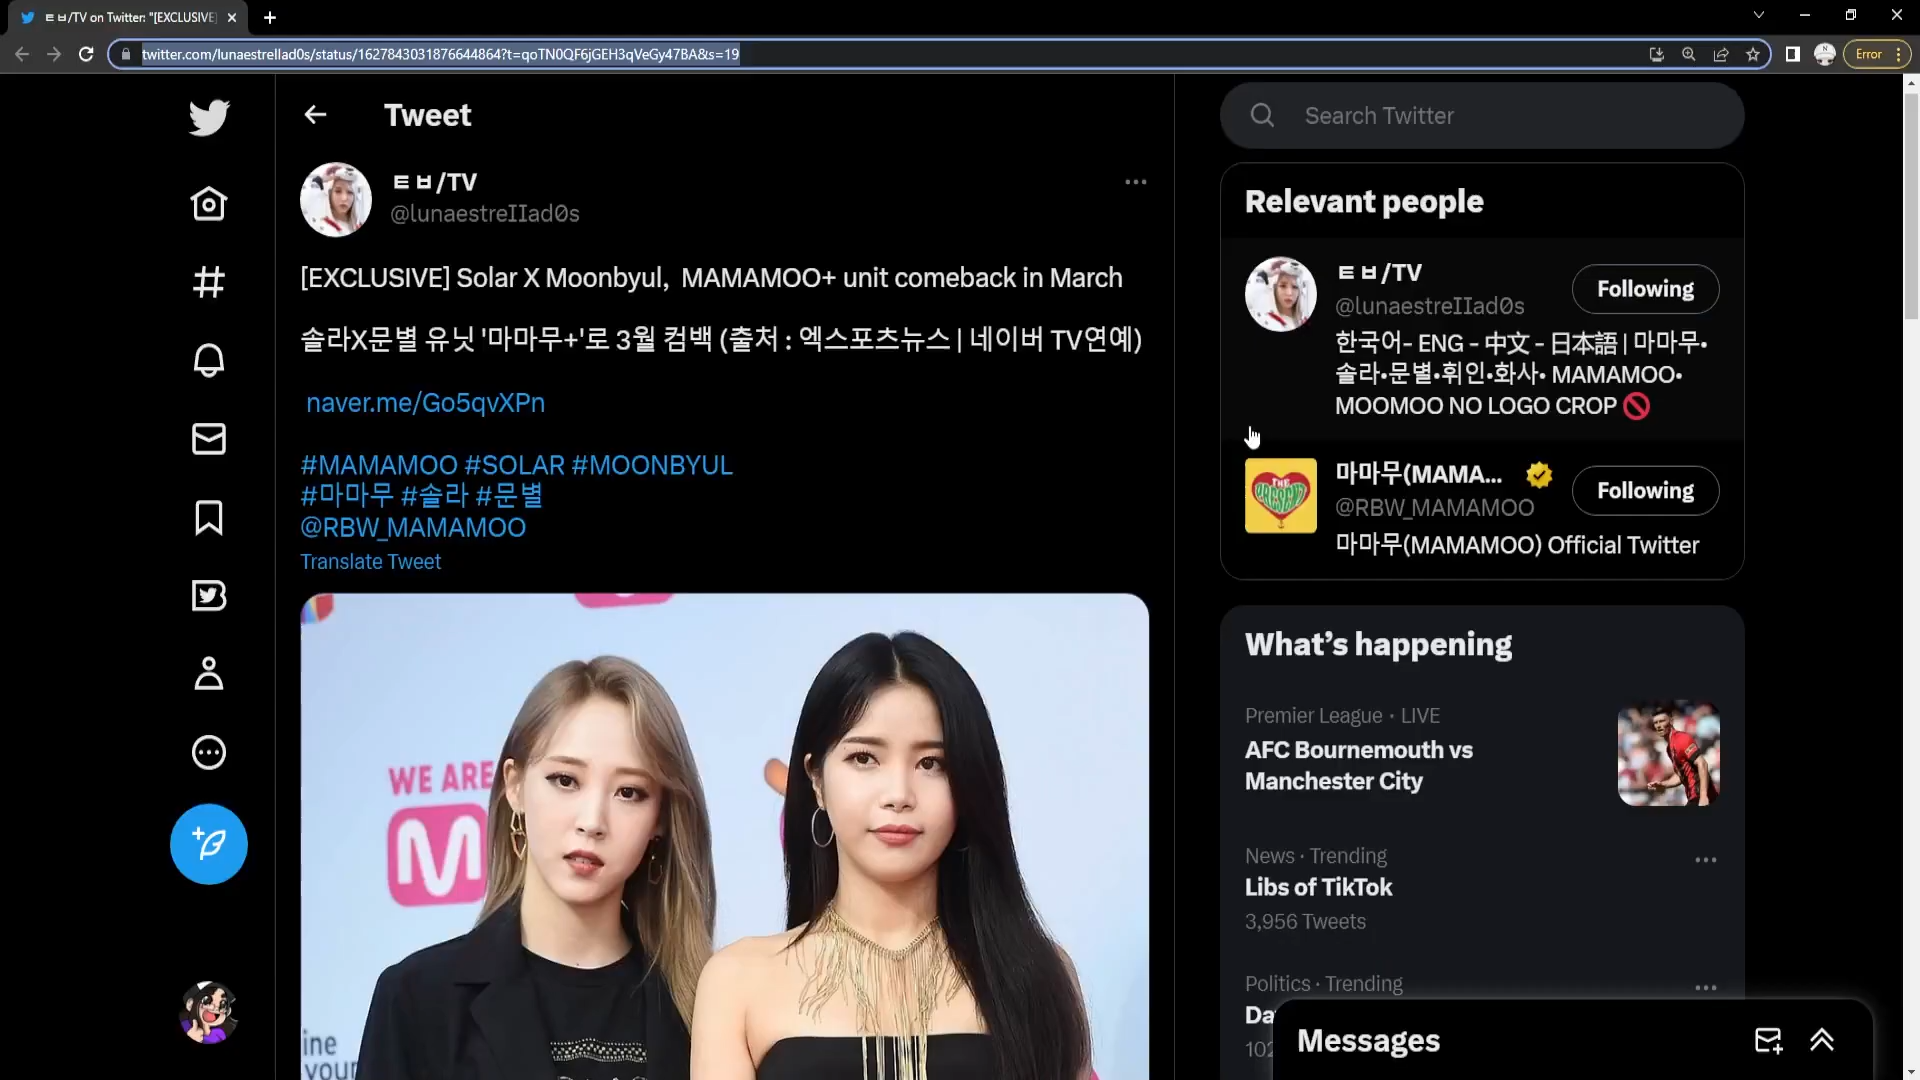 ㅌㅂ/TV on Twitter: "[EXCLUSIVE]
twitter.com/lunaestreIIad0s/status/1627843031876644864?t=qoTN0QF6jGEH3qVeGy47BA&s=19
Error
Tweet
ㅌㅂ/TV
@lunaestreIIad0s
[EXCLUSIVE] Solar X Moonbyul, MAMAMOO+ unit comeback in March
솔라X문별 유닛 '마마무+'로 3월 컴백 (출처 : 엑스포츠뉴스 | 네이버 TV연예)
naver.me/Go5qvXPn
#MAMAMOO #SOLAR #MOONBYUL
#마마무 #솔라 #문별
@RBW_MAMAMOO
Translate Tweet
WE ARE
M
ine
your
Search Twitter
Relevant people
ㅌㅂ/TV
@lunaestreIIad0s
Following
한국어- ENG - 中文 - 日本語 | 마마무•
솔라•문별•휘인•화사• MAMAMOO•
MOOMOO NO LOGO CROP 🚫
마마무(MAMA...
@RBW_MAMAMOO
Following
마마무(MAMAMOO) Official Twitter
THE
PRESENT
What's happening
Premier League · LIVE
AFC Bournemouth vs
Manchester City
News · Trending
Libs of TikTok
3,956 Tweets
Politics · Trending
Da
102
Messages